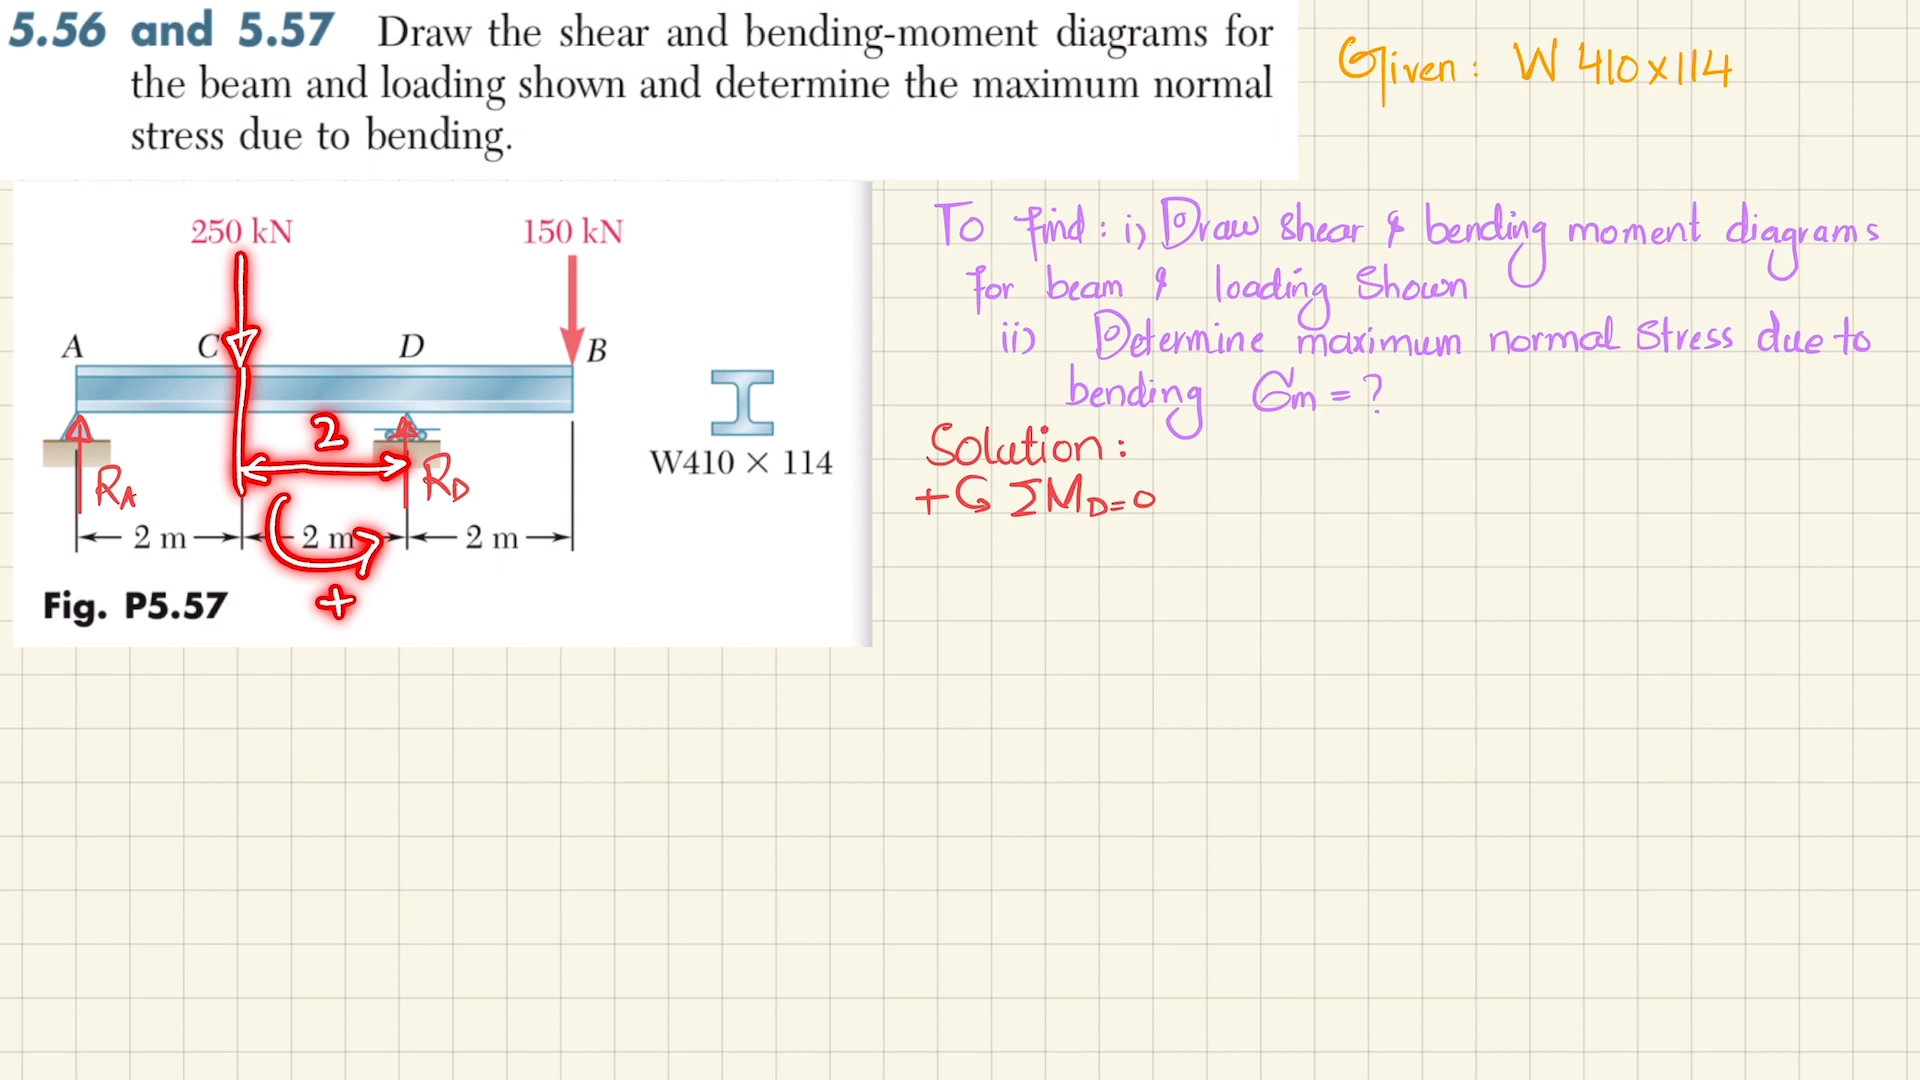 5.56 and 5.57 Draw the shear and bending-moment diagrams for
the beam and loading shown and determine the maximum normal
stress due to bending.
Given : W 410x114
250 kN
150 kN
A
C
D
B
2
RA
RD
2 m
2 m
2 m
+
W410 × 114
Fig. P5.57
To find : i) Draw shear & bending moment diagrams
for beam & loading shown
ii) Determine maximum normal stress due to
bending σm = ?
Solution :
+↺ ΣMD=0